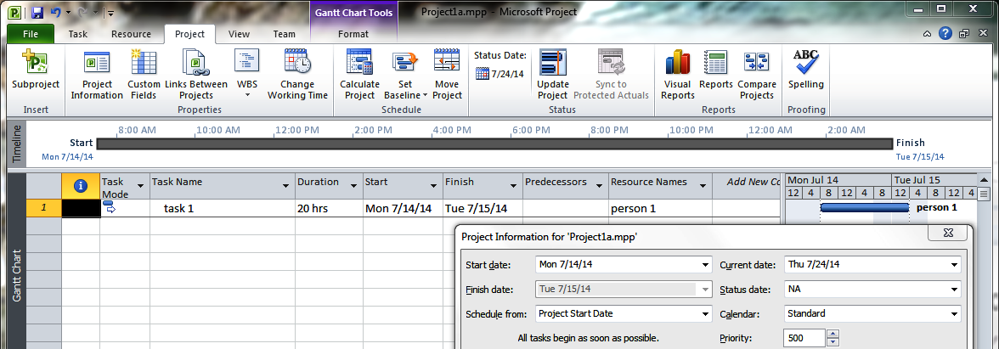 Gantt Chart Tools
Project1a.mpp - Microsoft Project
File Task Resource Project View Team Format
Subproject
Project Information
Custom Fields
Links Between Projects
WBS
Change Working Time
Calculate Project
Set Baseline
Move Project
Status Date:
7/24/14
Update Project
Sync to Protected Actuals
Visual Reports
Reports
Compare Projects
ABC
Spelling
Insert Properties Schedule Status Reports Proofing
Timeline
8:00 AM 10:00 AM 12:00 PM 2:00 PM 4:00 PM 6:00 PM 8:00 PM 10:00 PM 12:00 AM 2:00 AM
Start
Mon 7/14/14
Finish
Tue 7/15/14
Gantt Chart
Task Mode Task Name Duration Start Finish Predecessors Resource Names Add New Co
Mon Jul 14 Tue Jul 15
12 4 8 12 4 8 12 4 8 12 4
1 task 1 20 hrs Mon 7/14/14 Tue 7/15/14 person 1
person 1
Project Information for 'Project1a.mpp'
Start date: Mon 7/14/14 Current date: Thu 7/24/14
Finish date: Tue 7/15/14 Status date: NA
Schedule from: Project Start Date Calendar: Standard
All tasks begin as soon as possible. Priority: 500